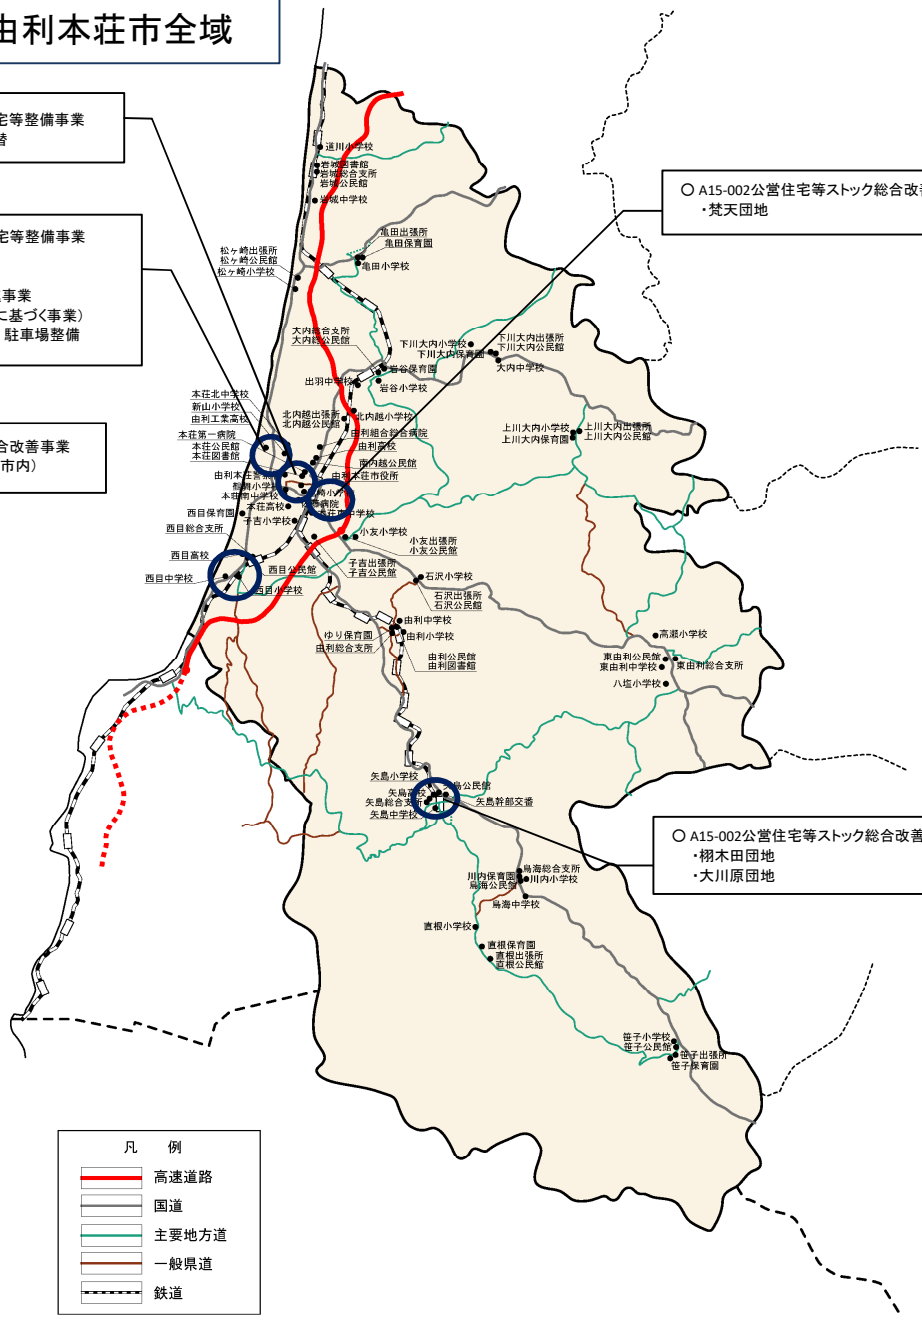 由利本荘市全域
宅等整備事業
替
宅等整備事業
事業
に基づく事業）
駐車場整備
合改善事業
市内）
〇 A15-002公営住宅等ストック総合改善
・梵天団地
道川小学校
岩城図書館
岩城総合支所
岩城公民館
岩城中学校
亀田出張所
亀田保育園
亀田小学校
松ヶ崎出張所
松ヶ崎公民館
松ヶ崎小学校
大内総合支所
大内総公民館
下川大内小学校
下川大内保育園
下川大内出張所
下川大内公民館
大内中学校
出羽中学校
岩谷保育園
岩谷小学校
本荘北中学校
新山小学校
由利工業高校
本荘第一病院
本荘公民館
本荘図書館
北内越出張所
北内越公民館
北内越小学校
由利組合総合病院
由利高校
南内越公民館
由利本荘市役所
上川大内小学校
上川大内保育園
上川大内出張所
上川大内公民館
鶴舞小学校
本荘南中学校
本荘高校
子吉小学校
西目保育園
西目総合支所
西目高校
西目公民館
西目中学校
西目小学校
小友小学校
小友出張所
小友公民館
子吉出張所
子吉公民館
石沢小学校
石沢出張所
石沢公民館
由利中学校
由利小学校
ゆり保育園
由利総合支所
由利公民館
由利図書館
高瀬小学校
東由利公民館
東由利中学校
東由利総合支所
八塩小学校
矢島小学校
矢島高校
矢島総合支所
矢島中学校
島公民館
矢島幹部交番
〇 A15-002公営住宅等ストック総合改善
・栩木田団地
・大川原団地
鳥海総合支所
川内保育園
川内小学校
鳥海公民館
鳥海中学校
直根小学校
直根保育園
直根出張所
直根公民館
笹子小学校
笹子公民館
笹子出張所
笹子保育園
凡　例
高速道路
国道
主要地方道
一般県道
鉄道